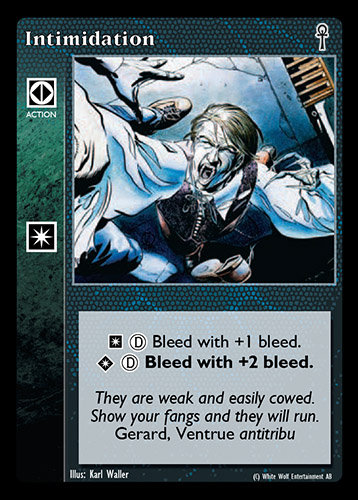 Intimidation
ACTION
D Bleed with +1 bleed.
D Bleed with +2 bleed.
They are weak and easily cowed.
Show your fangs and they will run.
Gerard, Ventrue antitribu
Illus: Karl Waller
(C) White Wolf Entertainment AB